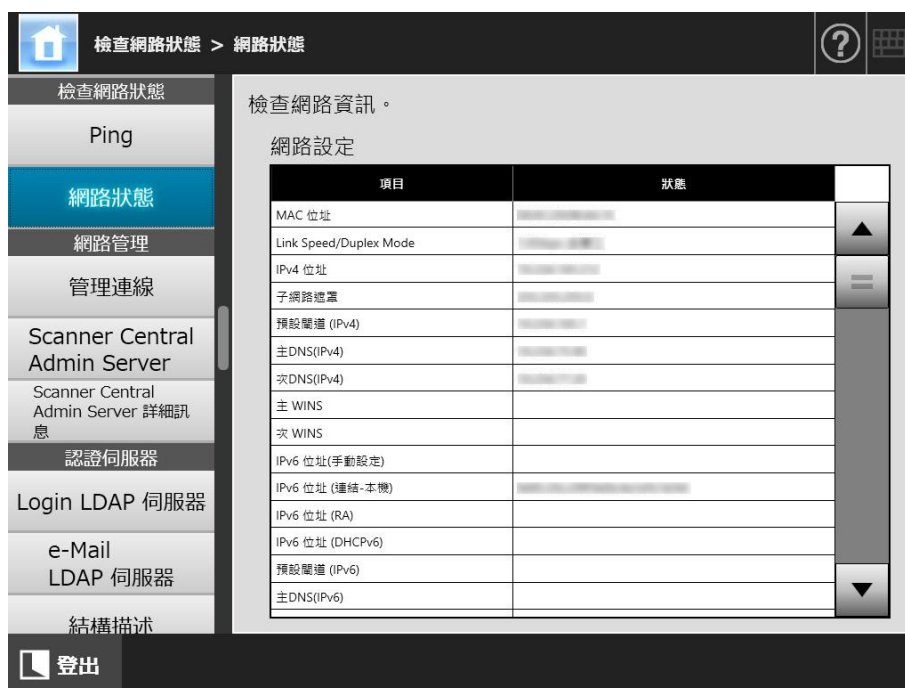 檢查網路狀態 > 網路狀態
檢查網路狀態
Ping
網路狀態
網路管理
管理連線
Scanner Central
Admin Server
Scanner Central
Admin Server 詳細訊
息
認證伺服器
Login LDAP 伺服器
e-Mail
LDAP 伺服器
結構描述
登出
檢查網路資訊。
網路設定
項目 狀態
MAC 位址
Link Speed/Duplex Mode
IPv4 位址
子網路遮罩
預設閘道 (IPv4)
主DNS(IPv4)
次DNS(IPv4)
主 WINS
次 WINS
IPv6 位址(手動設定)
IPv6 位址 (連結-本機)
IPv6 位址 (RA)
IPv6 位址 (DHCPv6)
預設閘道 (IPv6)
主DNS(IPv6)